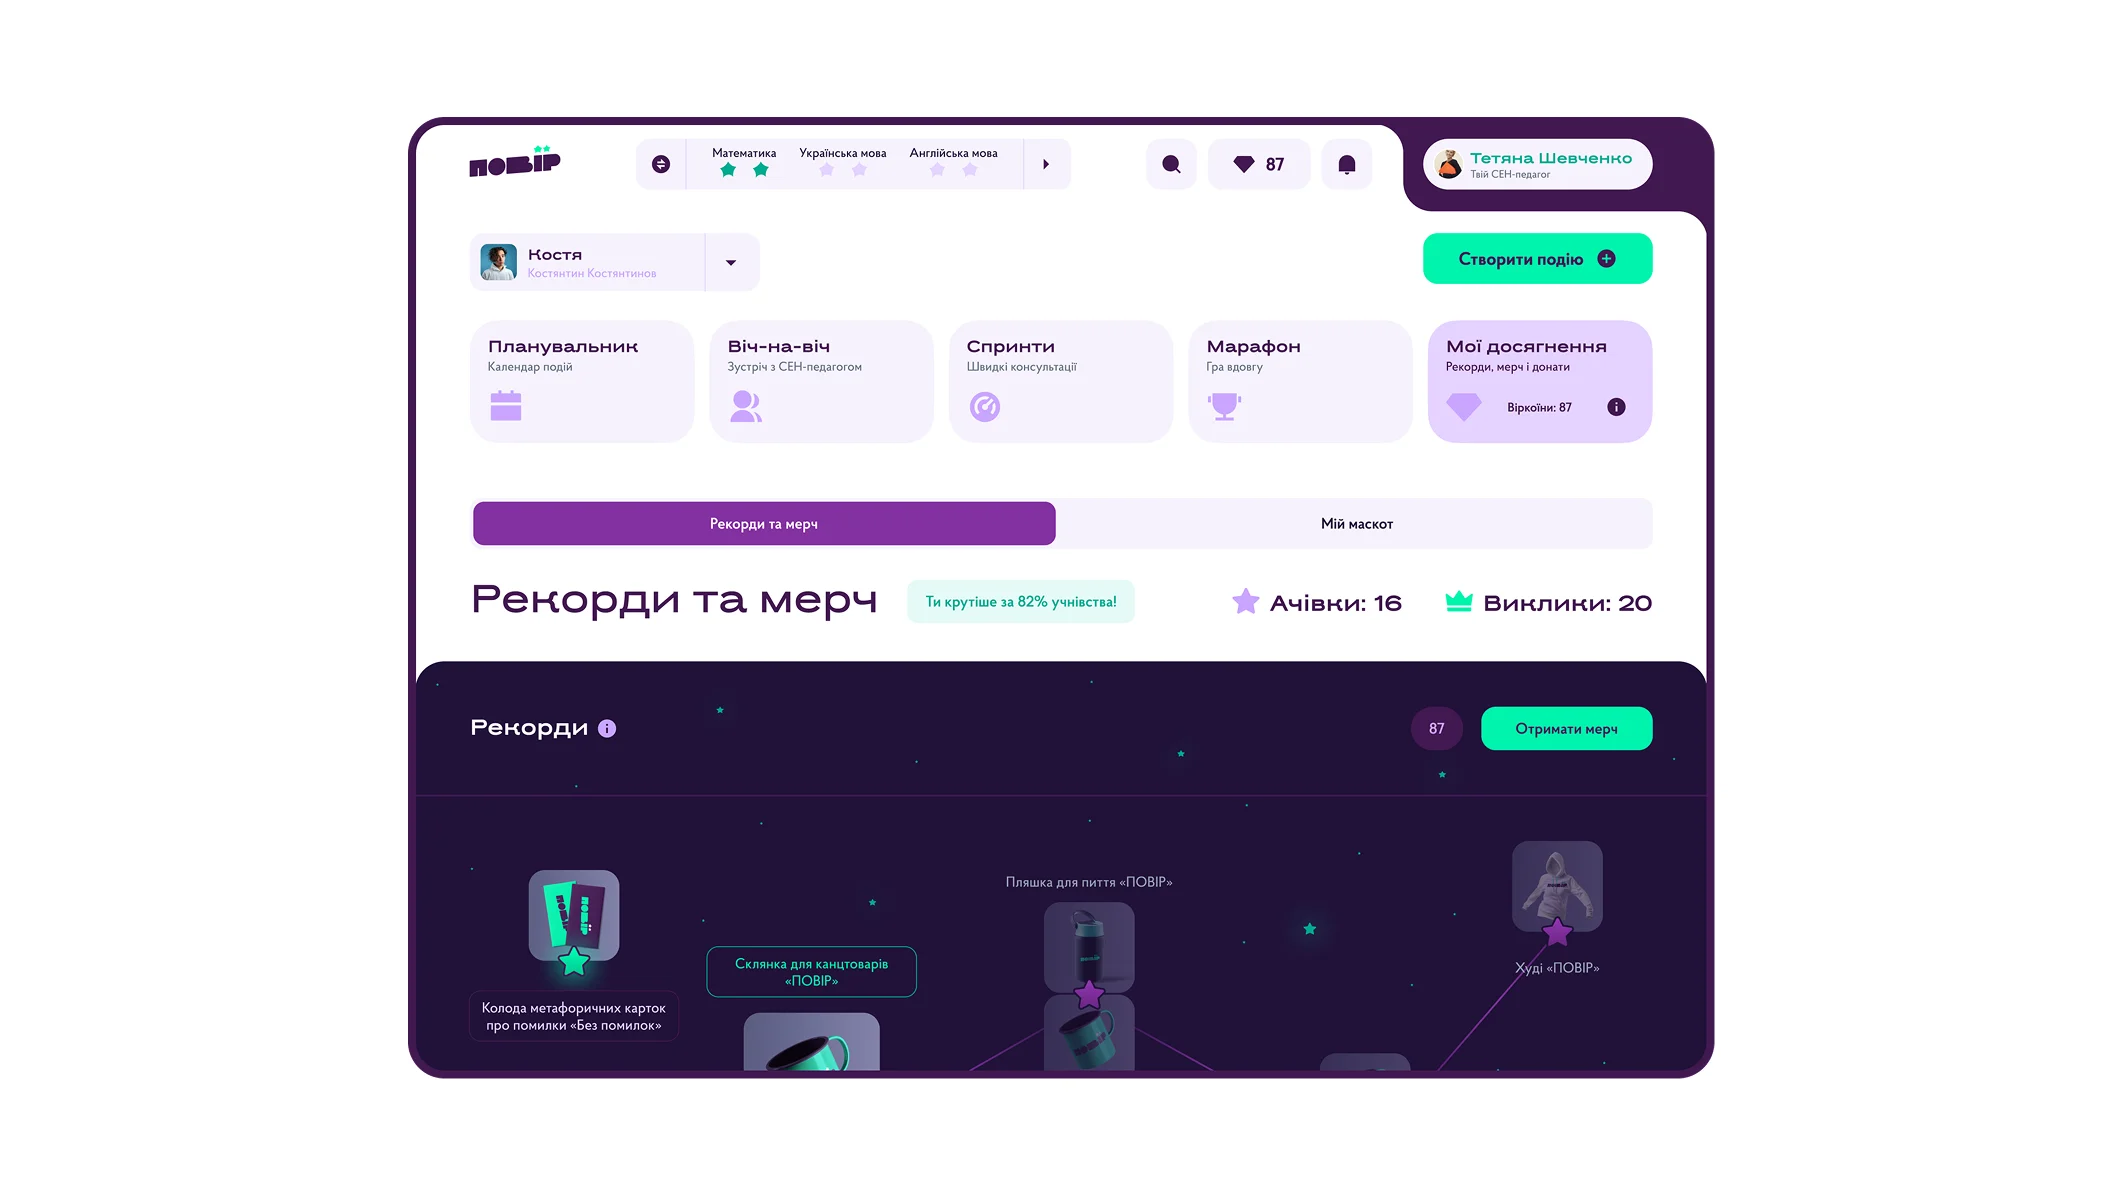 ПОВіР
Математика
Українська мова
Англійська мова
87
Тетяна Шевченко
Твій СЕН-педагог
Костя
Костянтин Костянтинов
Створити подію
Планувальник
Календар подій
Віч-на-віч
Зустріч з СЕН-педагогом
Спринти
Швидкі консультації
Марафон
Гра вдовгу
Мої досягнення
Рекорди, мерч і донати
Віркоїни: 87
Рекорди та мерч
Мій маскот
Рекорди та мерч
Ти крутіше за 82% учнівства!
Ачівки: 16
Виклики: 20
Рекорди
87
Отримати мерч
Колода метафоричних карток
про помилки «Без помилок»
Склянка для канцтоварів
«ПОВІР»
Пляшка для пиття «ПОВІР»
Худі «ПОВІР»